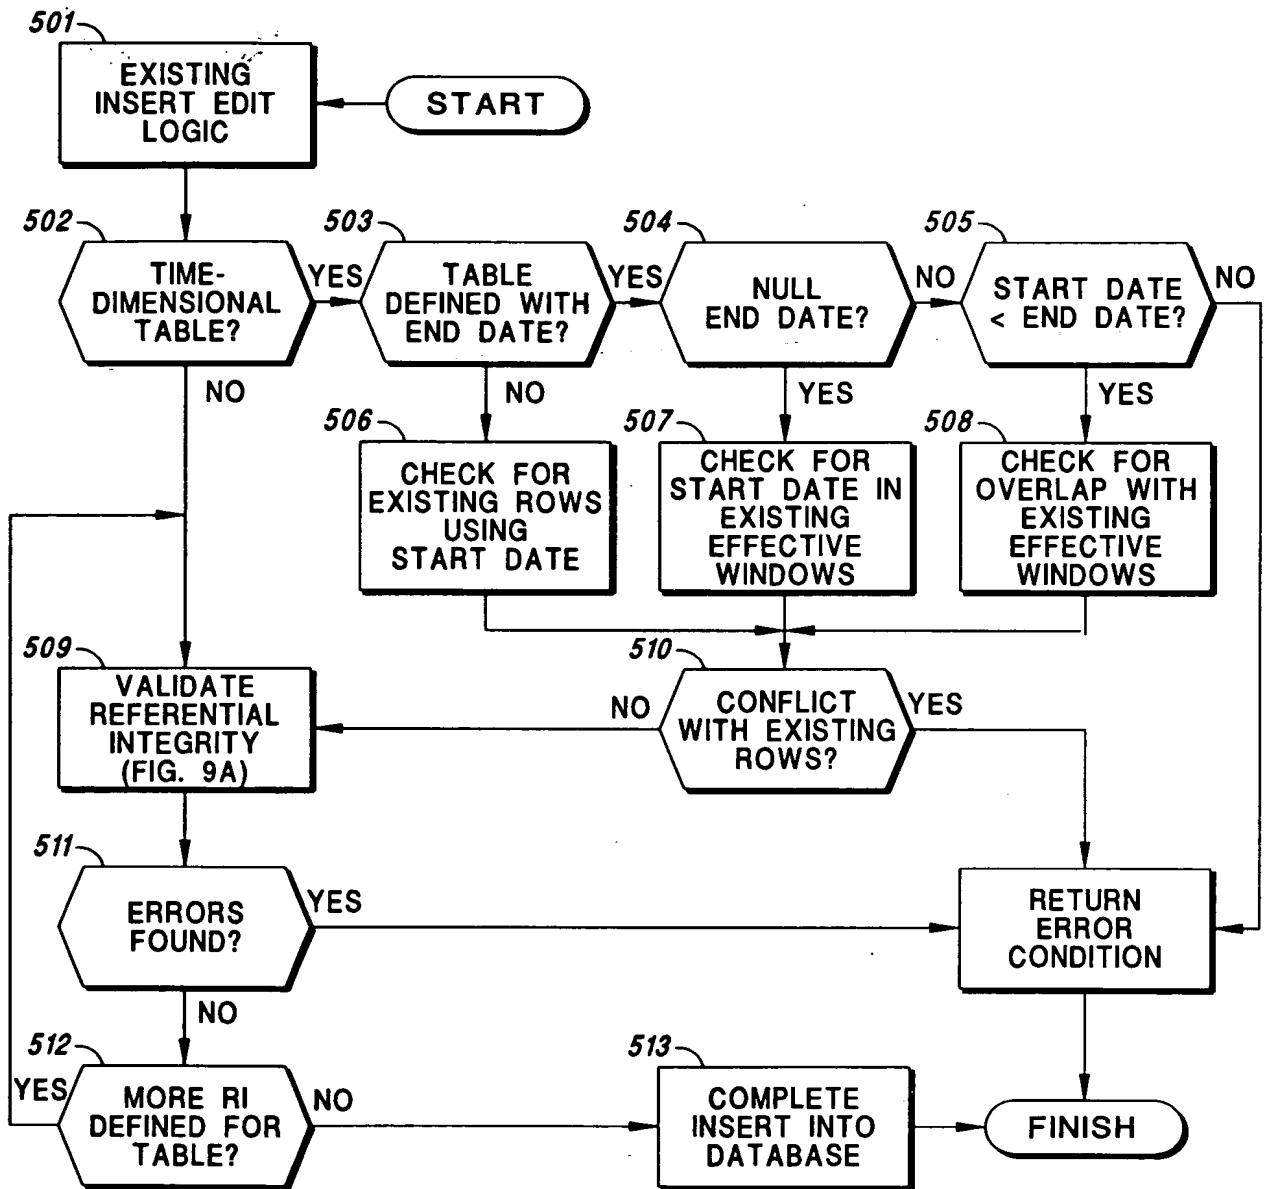 501
EXISTING
INSERT EDIT
LOGIC
START
502
TIME-
DIMENSIONAL
TABLE?
YES
NO
503
TABLE
DEFINED WITH
END DATE?
YES
NO
504
NULL
END DATE?
NO
YES
505
START DATE
< END DATE?
NO
YES
506
CHECK FOR
EXISTING ROWS
USING
START DATE
507
CHECK FOR
START DATE IN
EXISTING
EFFECTIVE
WINDOWS
508
CHECK FOR
OVERLAP WITH
EXISTING
EFFECTIVE
WINDOWS
509
VALIDATE
REFERENTIAL
INTEGRITY
(FIG. 9A)
510
NO
CONFLICT
WITH EXISTING
ROWS?
YES
511
ERRORS
FOUND?
YES
NO
RETURN
ERROR
CONDITION
512
YES
MORE RI
DEFINED FOR
TABLE?
NO
513
COMPLETE
INSERT INTO
DATABASE
FINISH